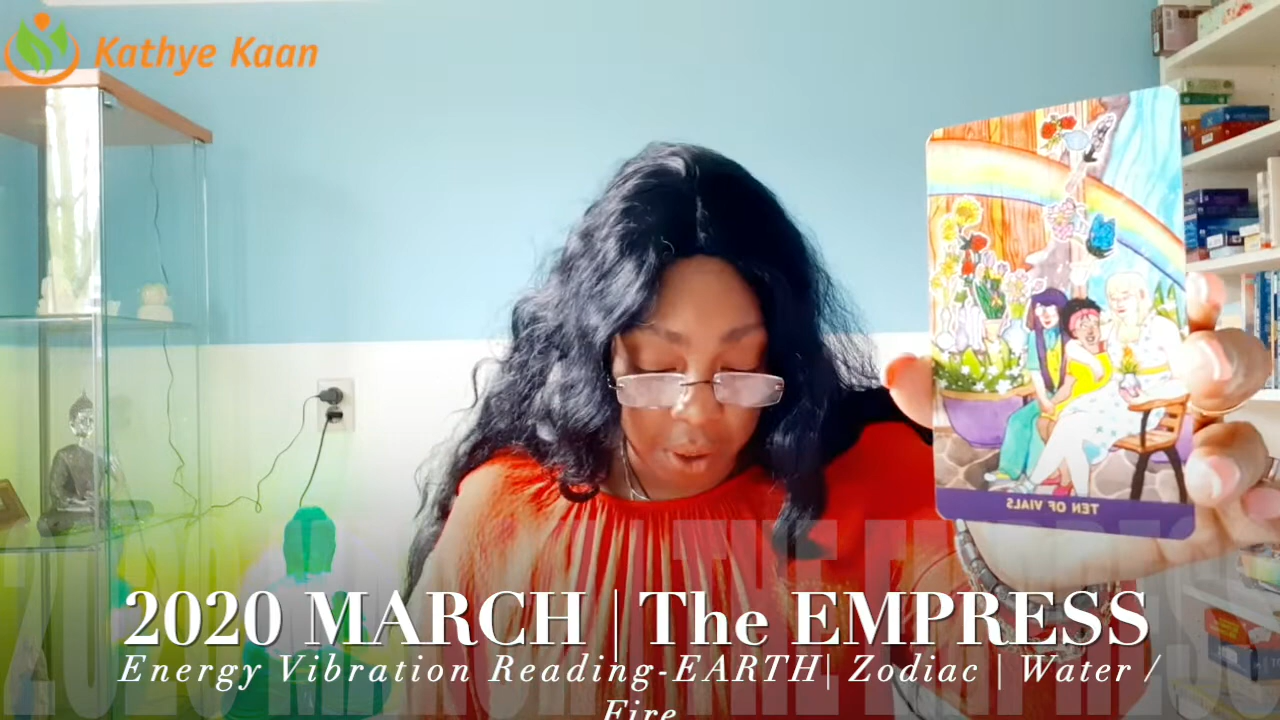 Kathye Kaan
TEN OF VIALS
2020 MARCH | The EMPRESS
Energy Vibration Reading-EARTH| Zodiac | Water /
Fire